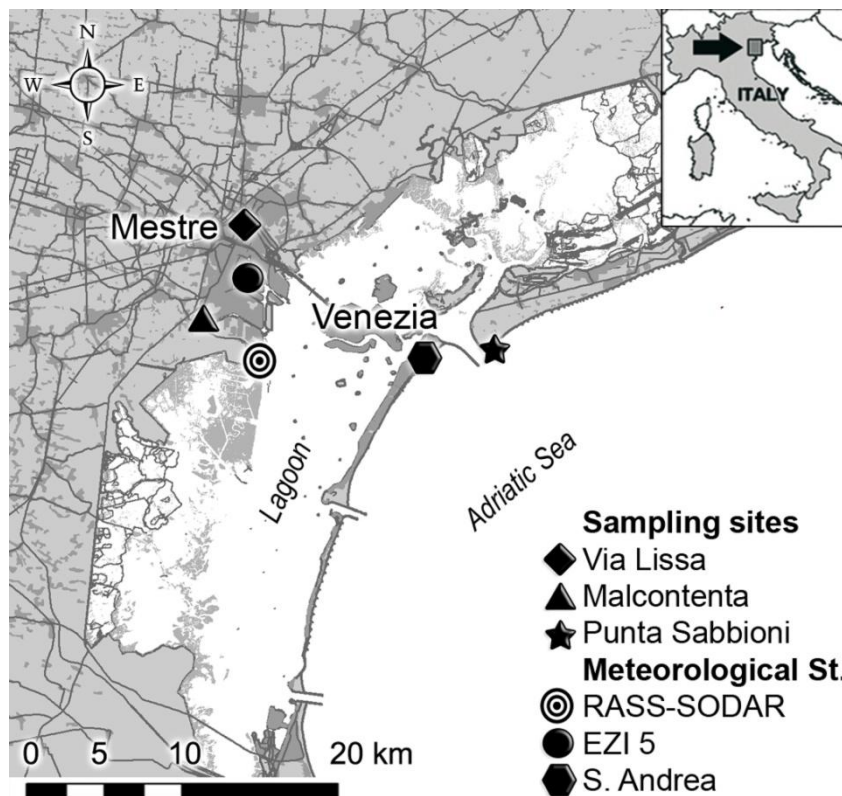 N
W E
S
ITALY
Mestre
Venezia
Lagoon
Adriatic Sea
Sampling sites
Via Lissa
Malcontenta
Punta Sabbioni
Meteorological St.
RASS-SODAR
EZI 5
S. Andrea
0 5 10 20 km